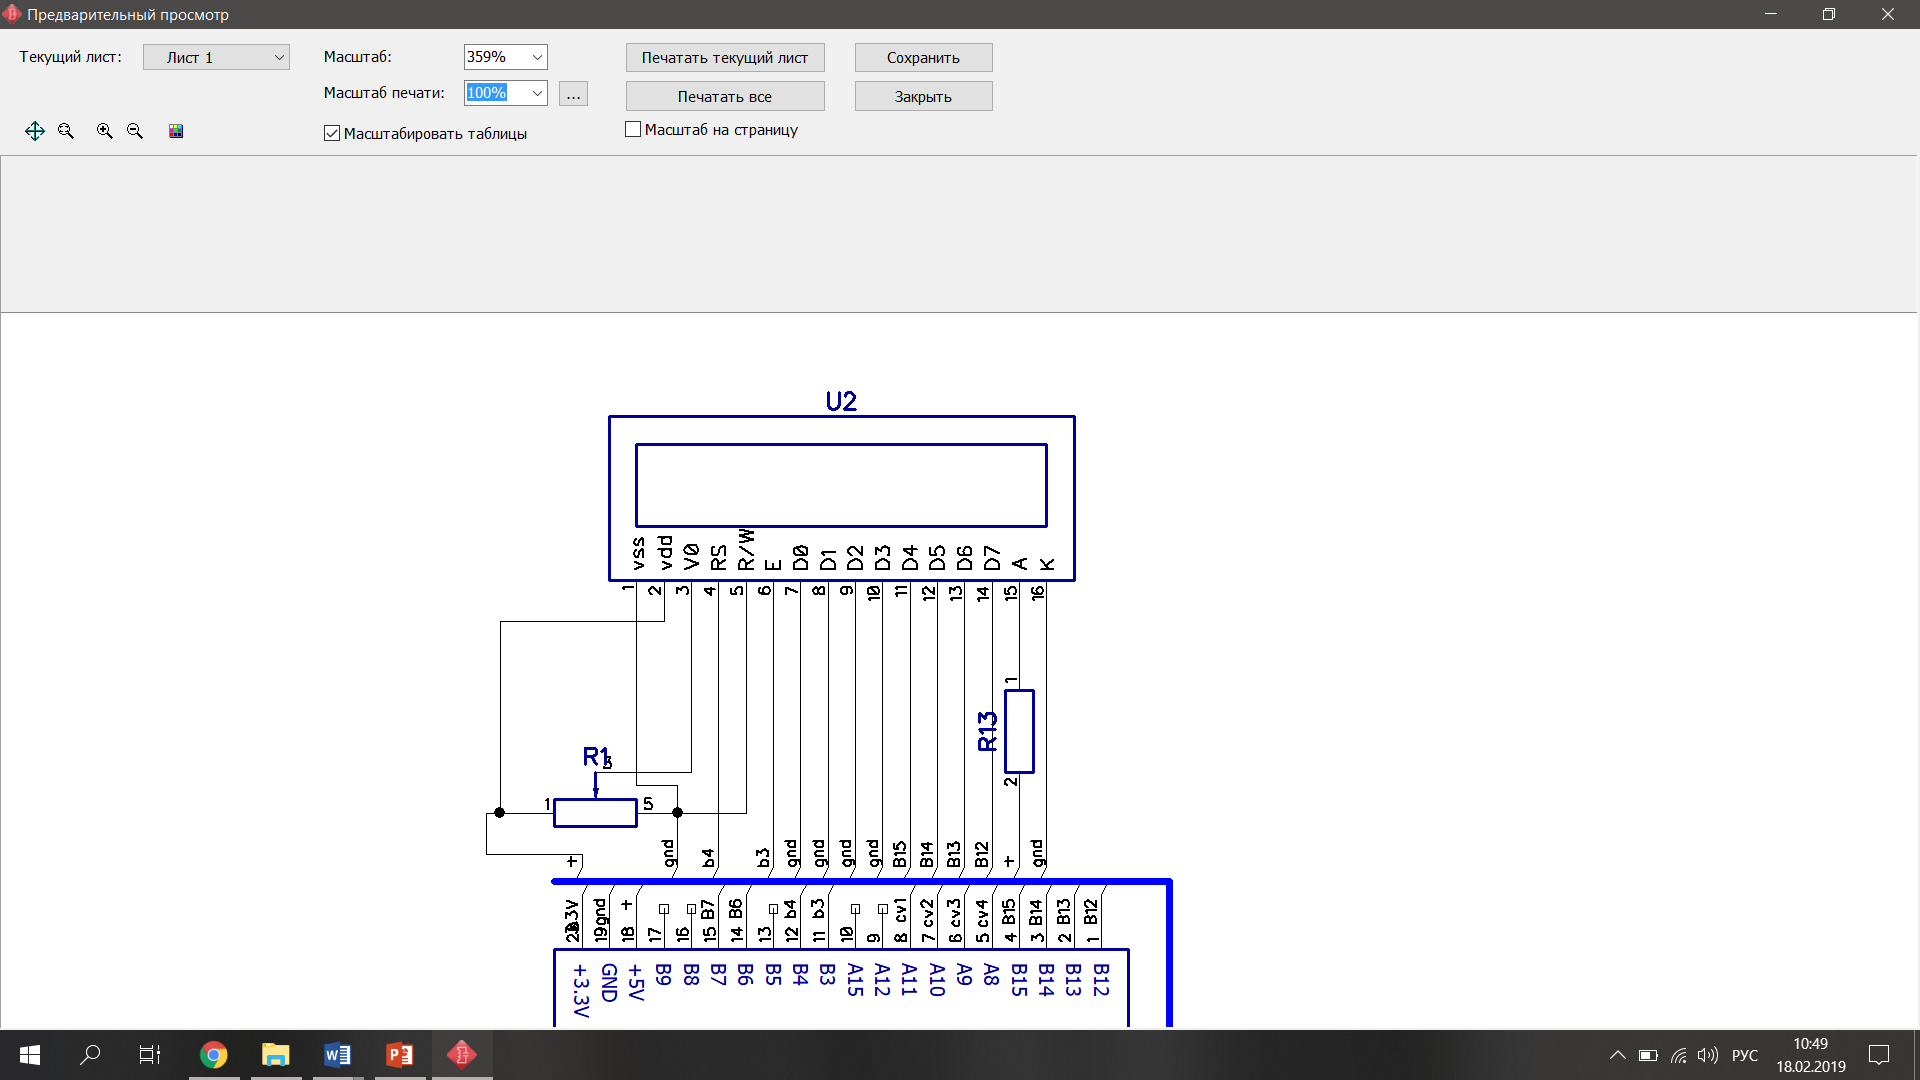 Предварительный просмотр
Текущий лист: Лист 1 Масштаб: 359% Печатать текущий лист Сохранить
Масштаб печати: 100% ... Печатать все Закрыть
Масштабировать таблицы Масштаб на страницу
U2
vss vdd V0 RS R/W E D0 D1 D2 D3 D4 D5 D6 D7 A K
1 2 3 4 5 6 7 8 9 10 11 12 13 14 15 16
1
R13
2
R1 3
1 5
+ gnd b4 b3 gnd gnd gnd gnd B15 B14 B13 B12 + gnd
gnd + B7 B6 b4 b3 cv1 cv2 cv3 cv4 B15 B14 B13 B12
19 18 17 16 15 14 13 12 11 10 9 8 7 6 5 4 3 2 1
+3.3V GND +5V B9 B8 B7 B6 B5 B4 B3 A15 A12 A11 A10 A9 A8 B15 B14 B13 B12
РУС 10:49
18.02.2019